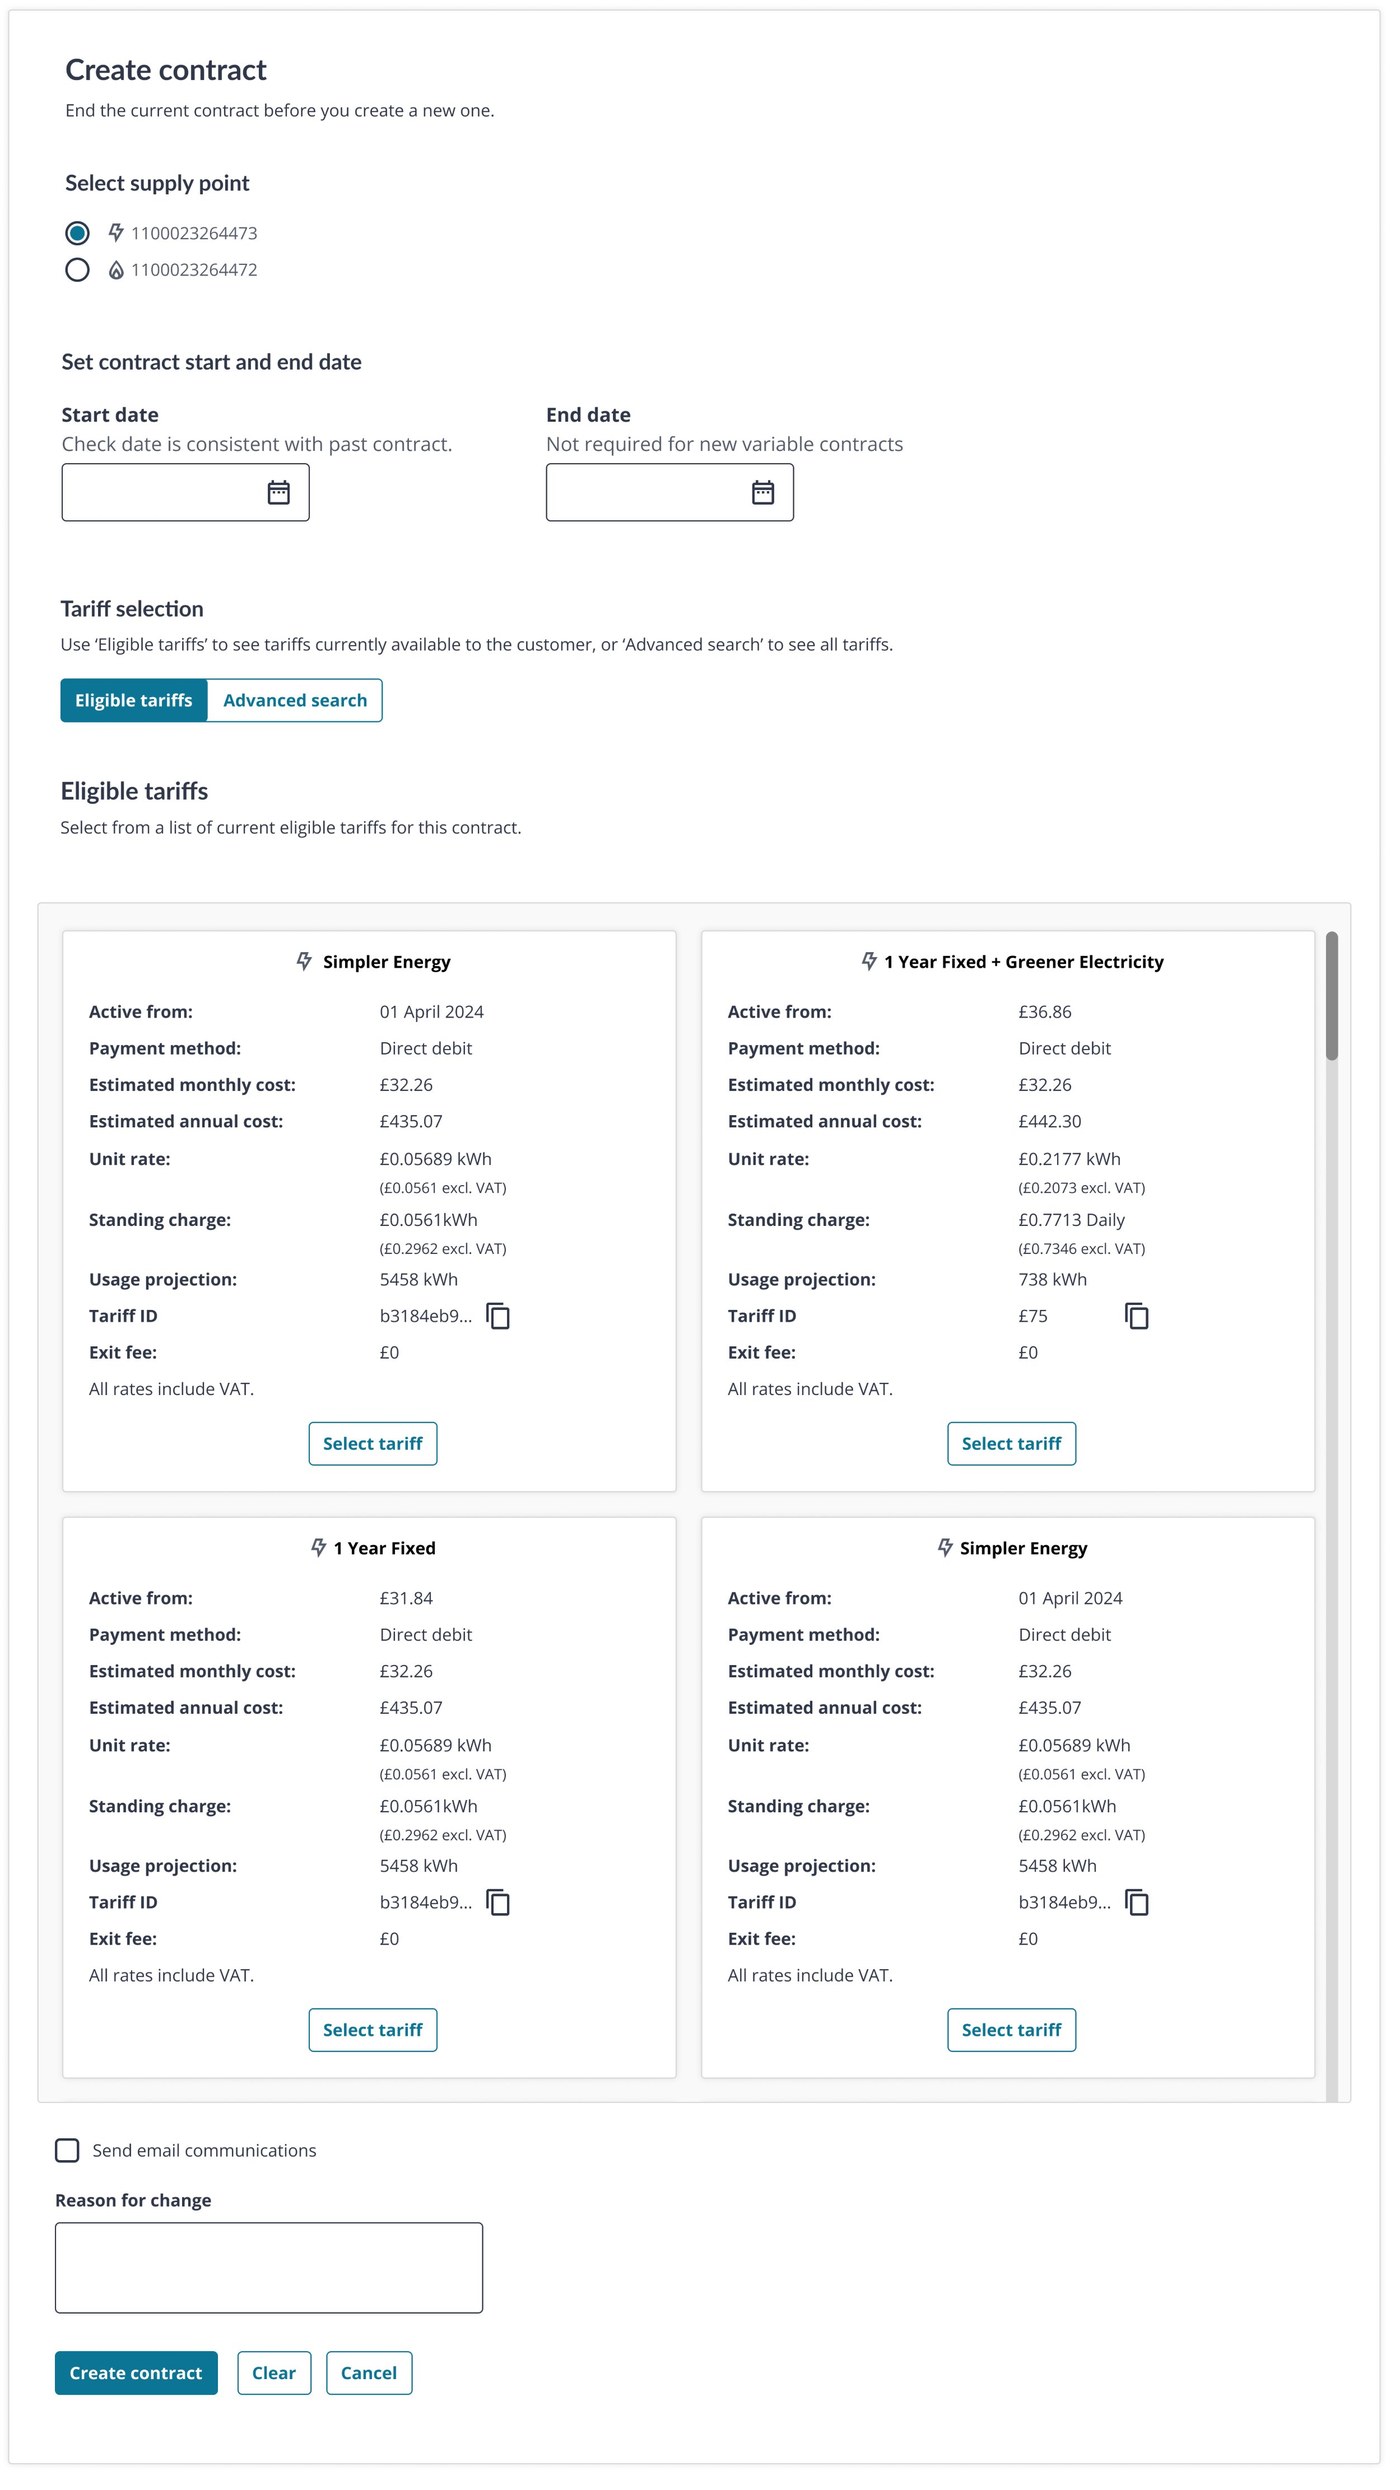 Create contract
End the current contract before you create a new one.
Select supply point
1100023264473
1100023264472
Set contract start and end date
Start date
Check date is consistent with past contract.
End date
Not required for new variable contracts
Tariff selection
Use ‘Eligible tariffs’ to see tariffs currently available to the customer, or ‘Advanced search’ to see all tariffs.
Eligible tariffs
Advanced search
Eligible tariffs
Select from a list of current eligible tariffs for this contract.
Simpler Energy
Active from: 01 April 2024
Payment method: Direct debit
Estimated monthly cost: £32.26
Estimated annual cost: £435.07
Unit rate: £0.05689 kWh
(£0.0561 excl. VAT)
Standing charge: £0.0561kWh
(£0.2962 excl. VAT)
Usage projection: 5458 kWh
Tariff ID b3184eb9...
Exit fee: £0
All rates include VAT.
Select tariff
1 Year Fixed + Greener Electricity
Active from: £36.86
Payment method: Direct debit
Estimated monthly cost: £32.26
Estimated annual cost: £442.30
Unit rate: £0.2177 kWh
(£0.2073 excl. VAT)
Standing charge: £0.7713 Daily
(£0.7346 excl. VAT)
Usage projection: 738 kWh
Tariff ID £75
Exit fee: £0
All rates include VAT.
Select tariff
1 Year Fixed
Active from: £31.84
Payment method: Direct debit
Estimated monthly cost: £32.26
Estimated annual cost: £435.07
Unit rate: £0.05689 kWh
(£0.0561 excl. VAT)
Standing charge: £0.0561kWh
(£0.2962 excl. VAT)
Usage projection: 5458 kWh
Tariff ID b3184eb9...
Exit fee: £0
All rates include VAT.
Select tariff
Simpler Energy
Active from: 01 April 2024
Payment method: Direct debit
Estimated monthly cost: £32.26
Estimated annual cost: £435.07
Unit rate: £0.05689 kWh
(£0.0561 excl. VAT)
Standing charge: £0.0561kWh
(£0.2962 excl. VAT)
Usage projection: 5458 kWh
Tariff ID b3184eb9...
Exit fee: £0
All rates include VAT.
Select tariff
Send email communications
Reason for change
Create contract
Clear
Cancel